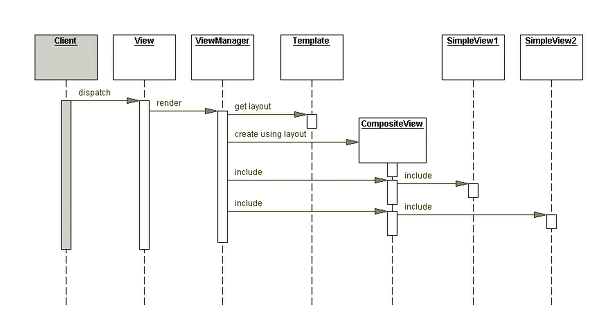 Client
View
ViewManager
Template
SimpleView1
SimpleView2
dispatch
render
get layout
CompositeView
create using layout
include
include
include
include